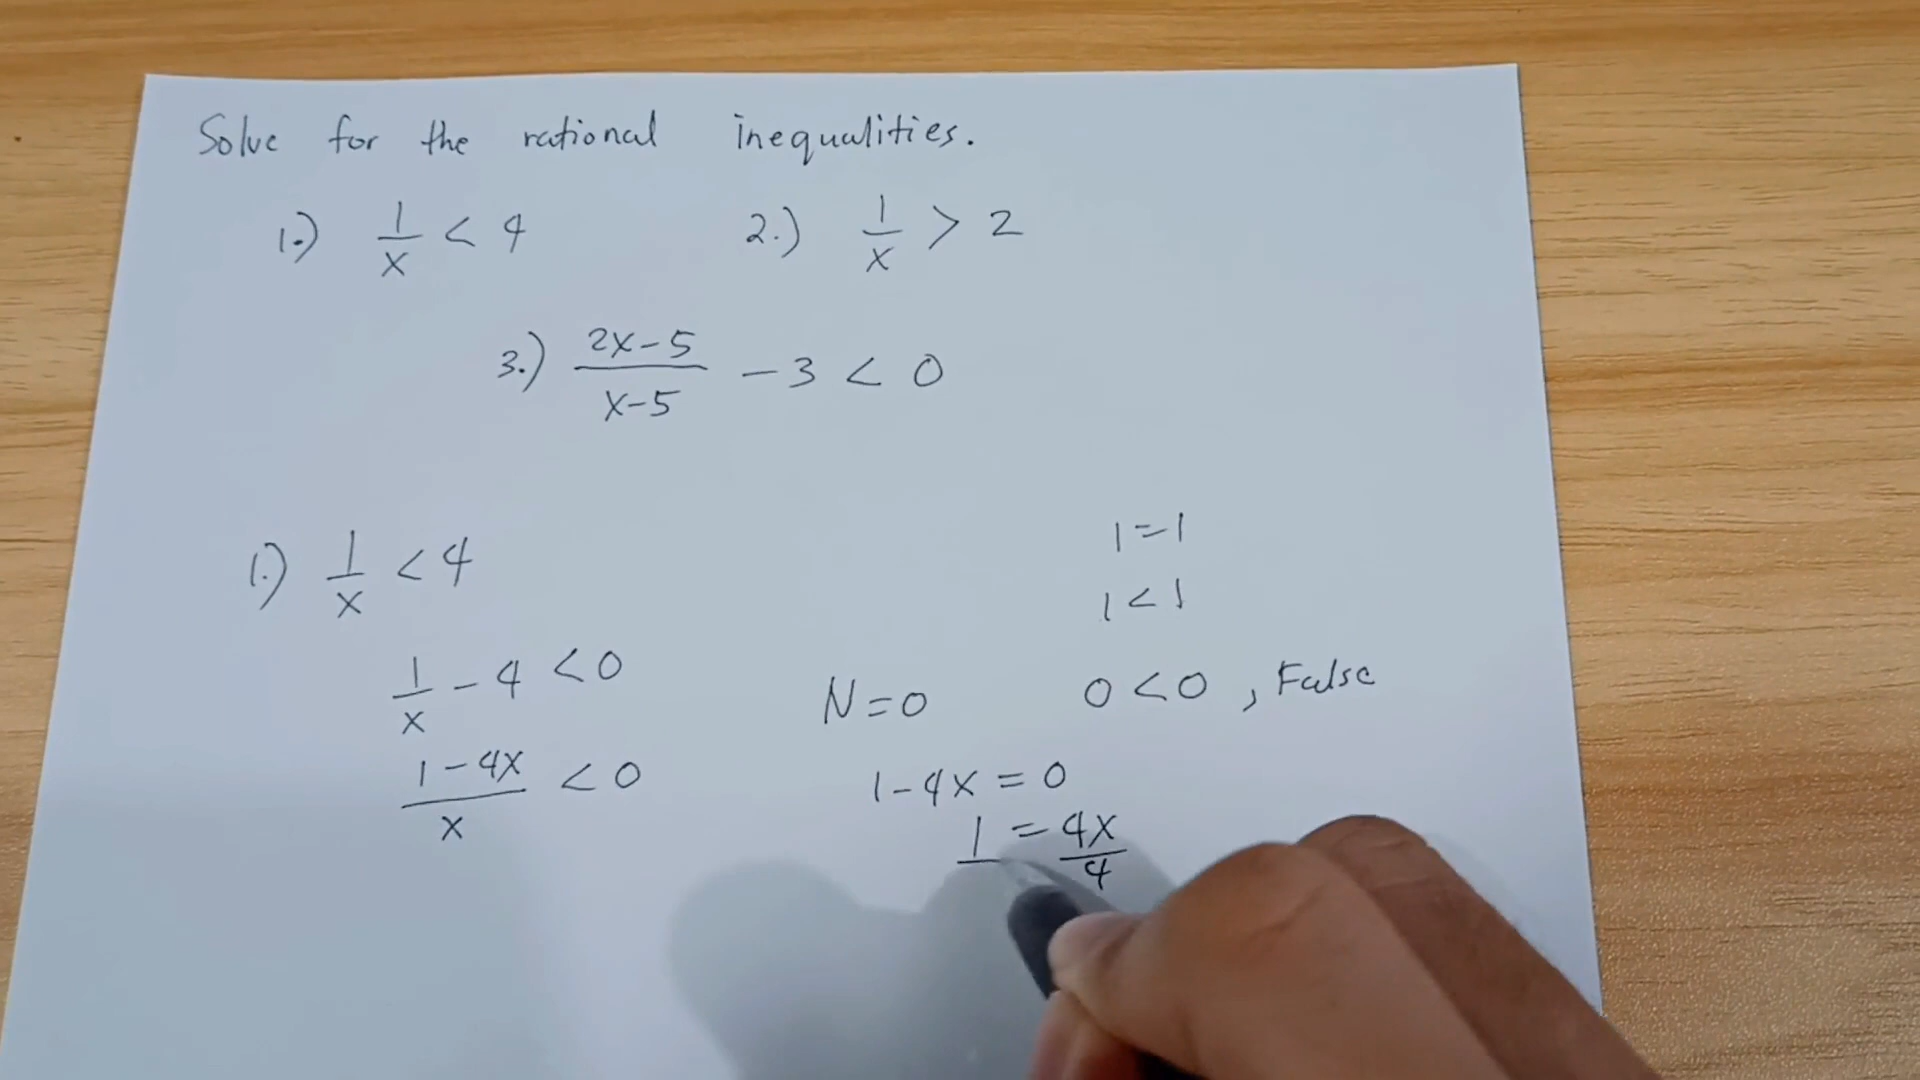 Solve for the rational inequalities.
1.) 1/x < 4
2.) 1/x > 2
3.) (2x-5)/(x-5) - 3 < 0
1.) 1/x < 4
1/x - 4 < 0
(1-4x)/x < 0
N=0
1-4x = 0
1 = 4x/4
1=1
1<1
0<0, False